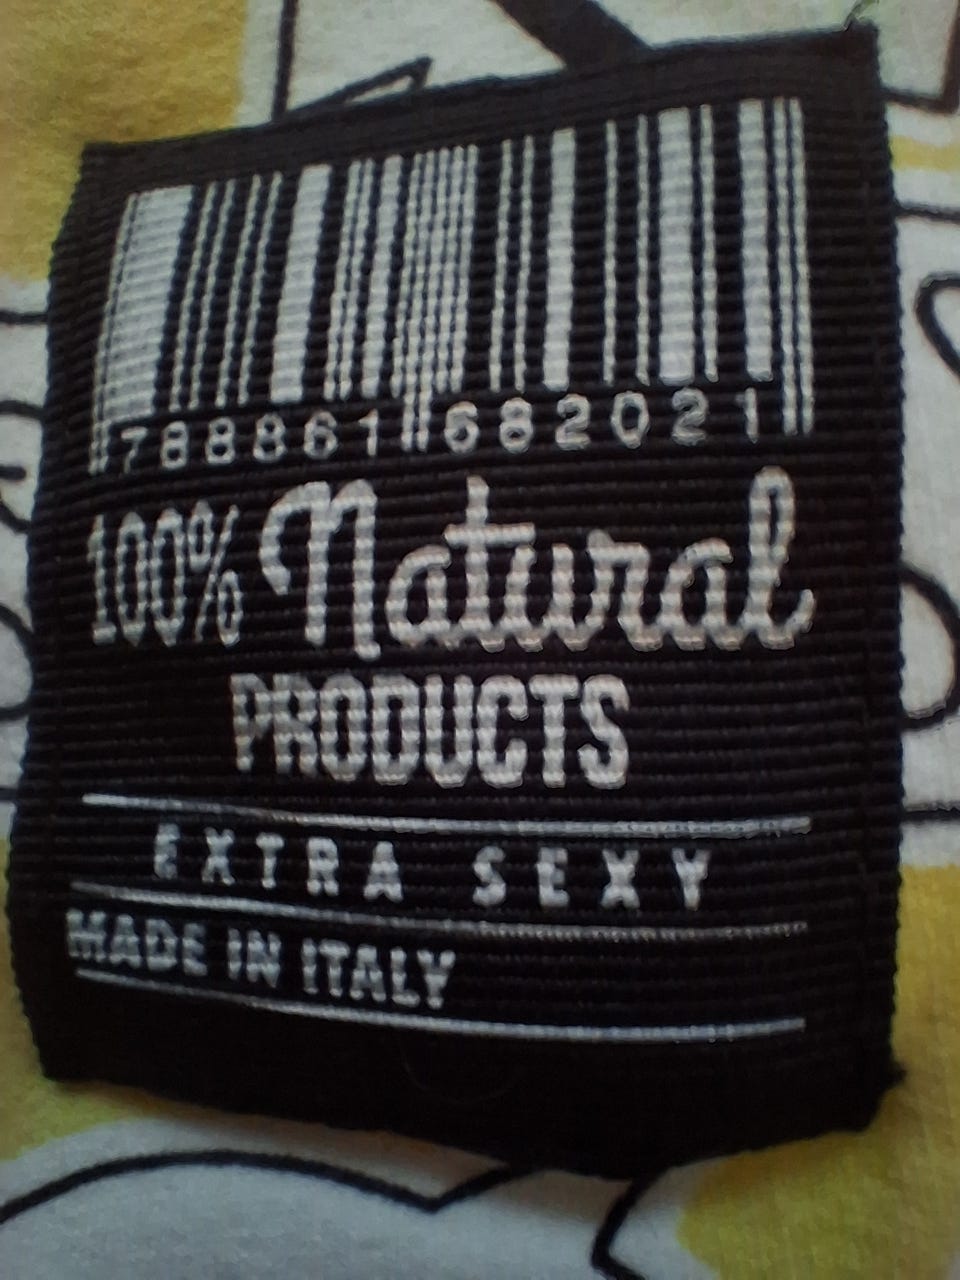 788861 682021
100% Natural
PRODUCTS
EXTRA SEXY
MADE IN ITALY